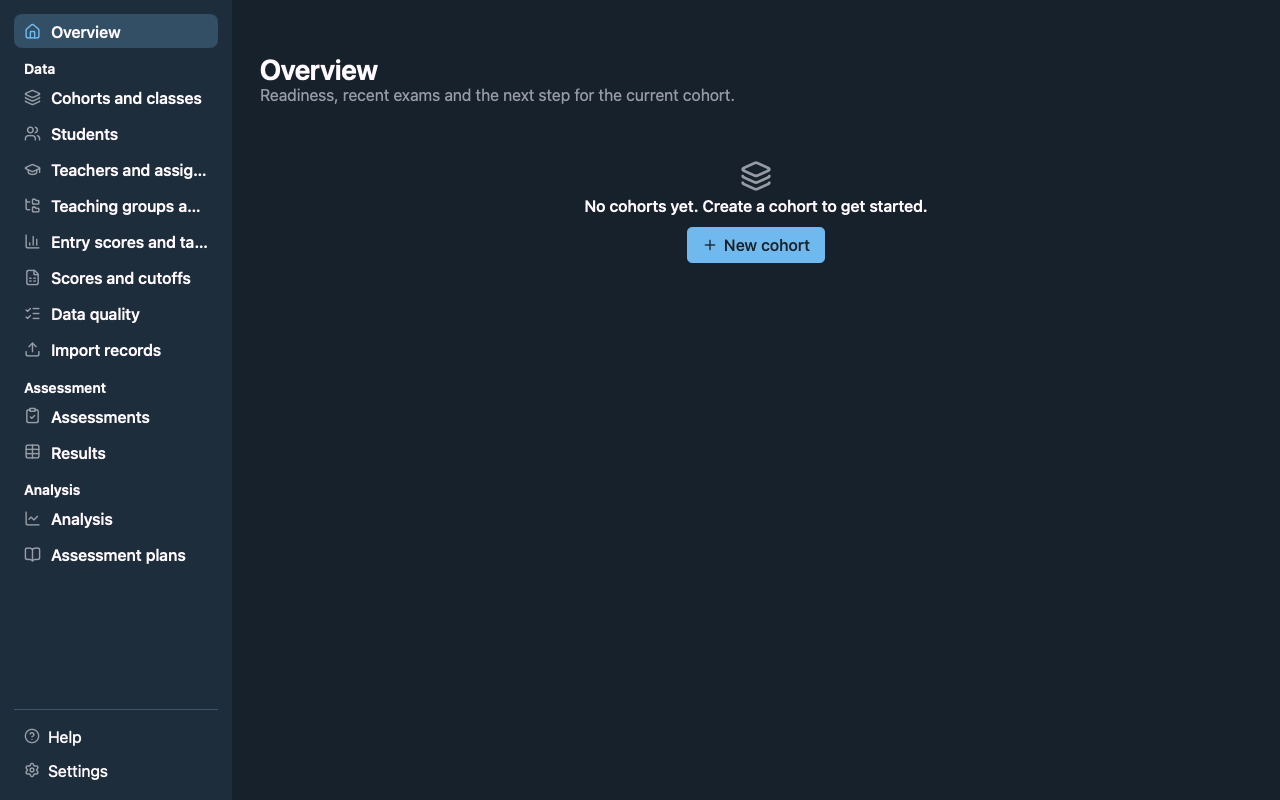 Overview
Data
Cohorts and classes
Students
Teachers and assig...
Teaching groups a...
Entry scores and ta...
Scores and cutoffs
Data quality
Import records
Assessment
Assessments
Results
Analysis
Analysis
Assessment plans
Help
Settings
Overview
Readiness, recent exams and the next step for the current cohort.
No cohorts yet. Create a cohort to get started.
New cohort